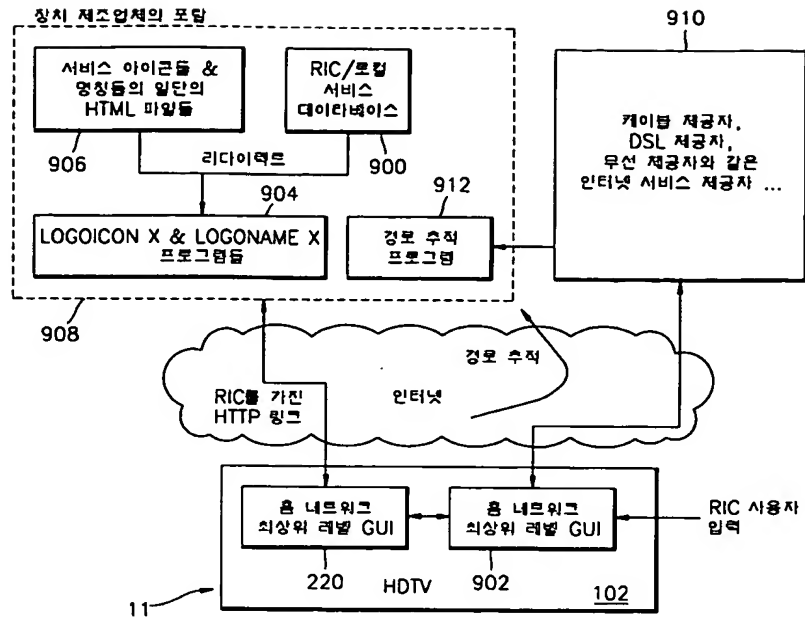 장치 제조업체의 포탈
910
서비스 아이콘들 &
명칭들의 일단의
HTML 파일들
906
RIC/로컬
서비스
데이타베이스
900
리다이렉트
904
LOGOICON X & LOGONAME X
프로그램들
912
경로 추적
프로그램
908
케이블 제공자,
DSL 제공자,
무선 제공자와 같은
인터넷 서비스 제공자 ...
경로 추적
인터넷
RIC를 가진
HTTP 링크
홈 네트워크
최상위 레벨 GUI
홈 네트워크
최상위 레벨 GUI
RIC 사용자
입력
220
HDTV
902
102
11